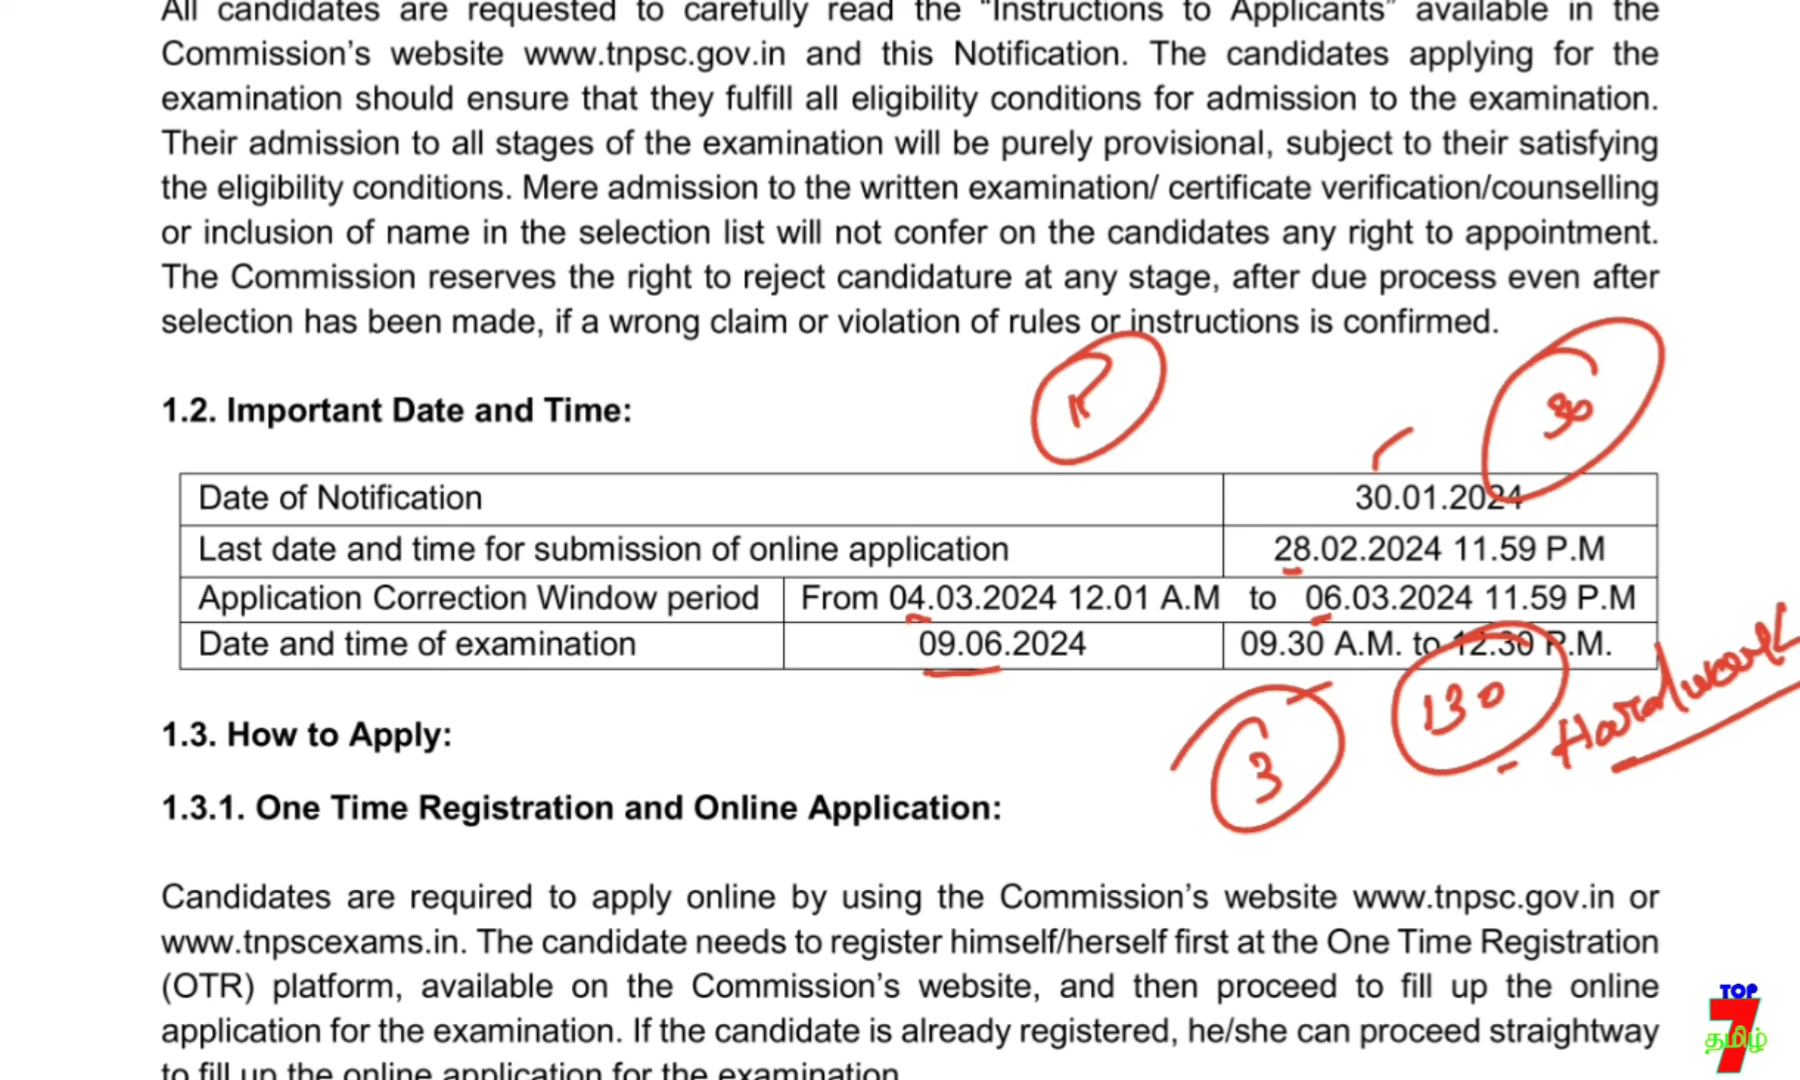 All candidates are requested to carefully read the “Instructions to Applicants” available in the
Commission’s website www.tnpsc.gov.in and this Notification. The candidates applying for the
examination should ensure that they fulfill all eligibility conditions for admission to the examination.
Their admission to all stages of the examination will be purely provisional, subject to their satisfying
the eligibility conditions. Mere admission to the written examination/ certificate verification/counselling
or inclusion of name in the selection list will not confer on the candidates any right to appointment.
The Commission reserves the right to reject candidature at any stage, after due process even after
selection has been made, if a wrong claim or violation of rules or instructions is confirmed.
1.2. Important Date and Time:
30
Date of Notification 30.01.2024
Last date and time for submission of online application 28.02.2024 11.59 P.M
Application Correction Window period From 04.03.2024 12.01 A.M to 06.03.2024 11.59 P.M
Date and time of examination 09.06.2024 09.30 A.M. to 12.30 P.M.
130
- Hardwork
3
1.3. How to Apply:
1.3.1. One Time Registration and Online Application:
Candidates are required to apply online by using the Commission’s website www.tnpsc.gov.in or
www.tnpscexams.in. The candidate needs to register himself/herself first at the One Time Registration
(OTR) platform, available on the Commission’s website, and then proceed to fill up the online
application for the examination. If the candidate is already registered, he/she can proceed straightway
to fill up the online application for the examination
TOP
7
தமிழ்